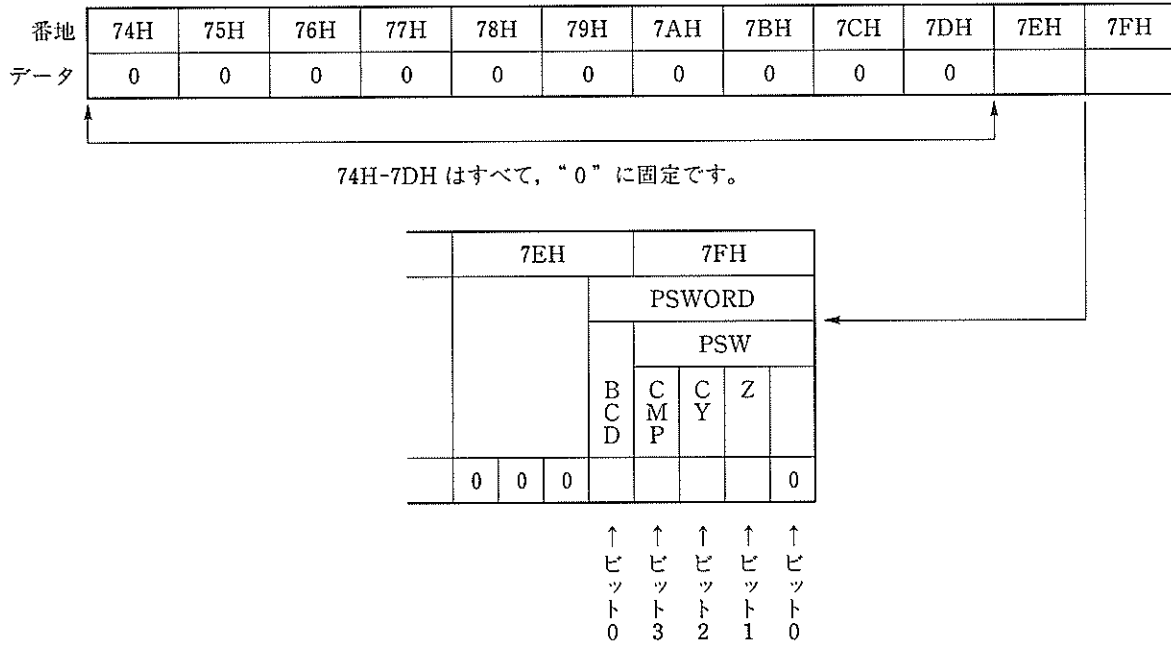 番地 74H 75H 76H 77H 78H 79H 7AH 7BH 7CH 7DH 7EH 7FH
データ 0 0 0 0 0 0 0 0 0 0
74H-7DH はすべて，“0”に固定です。
7EH 7FH
PSWORD
PSW
BCD CMP CY Z
0 0 0 0
↑ビット0 ↑ビット3 ↑ビット2 ↑ビット1 ↑ビット0